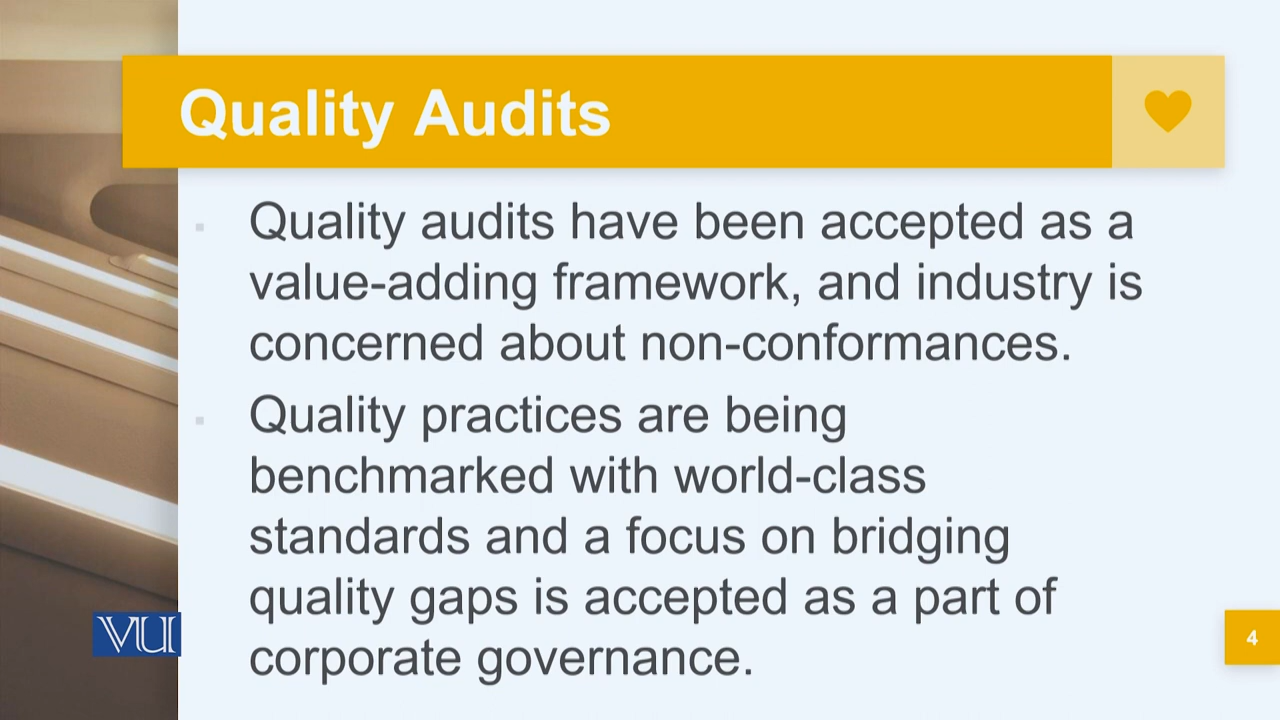 Quality Audits
Quality audits have been accepted as a
value-adding framework, and industry is
concerned about non-conformances.
Quality practices are being
benchmarked with world-class
standards and a focus on bridging
quality gaps is accepted as a part of
corporate governance.
VU
4